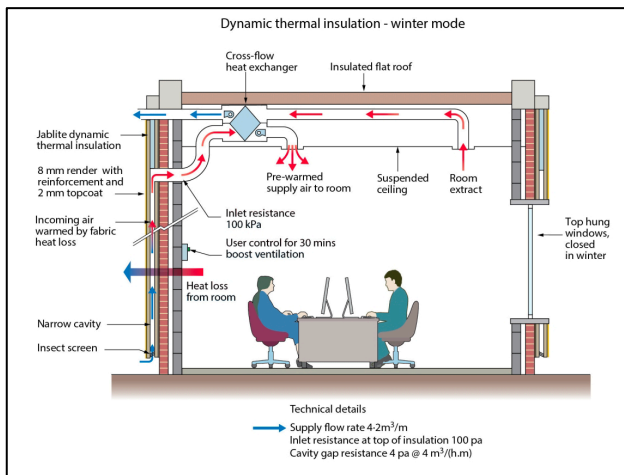 Dynamic thermal insulation - winter mode
Cross-flow
heat exchanger
Insulated flat roof
Jablite dynamic
thermal insulation
8 mm render with
reinforcement and
2 mm topcoat
Incoming air
warmed by fabric
heat loss
Inlet resistance
100 kPa
Pre-warmed
supply air to room
Suspended
ceiling
Room
extract
User control for 30 mins
boost ventilation
Heat loss
from room
Top hung
windows,
closed
in winter
Narrow cavity
Insect screen
Technical details
Supply flow rate 4·2m³/m
Inlet resistance at top of insulation 100 pa
Cavity gap resistance 4 pa @ 4 m³/(h.m)